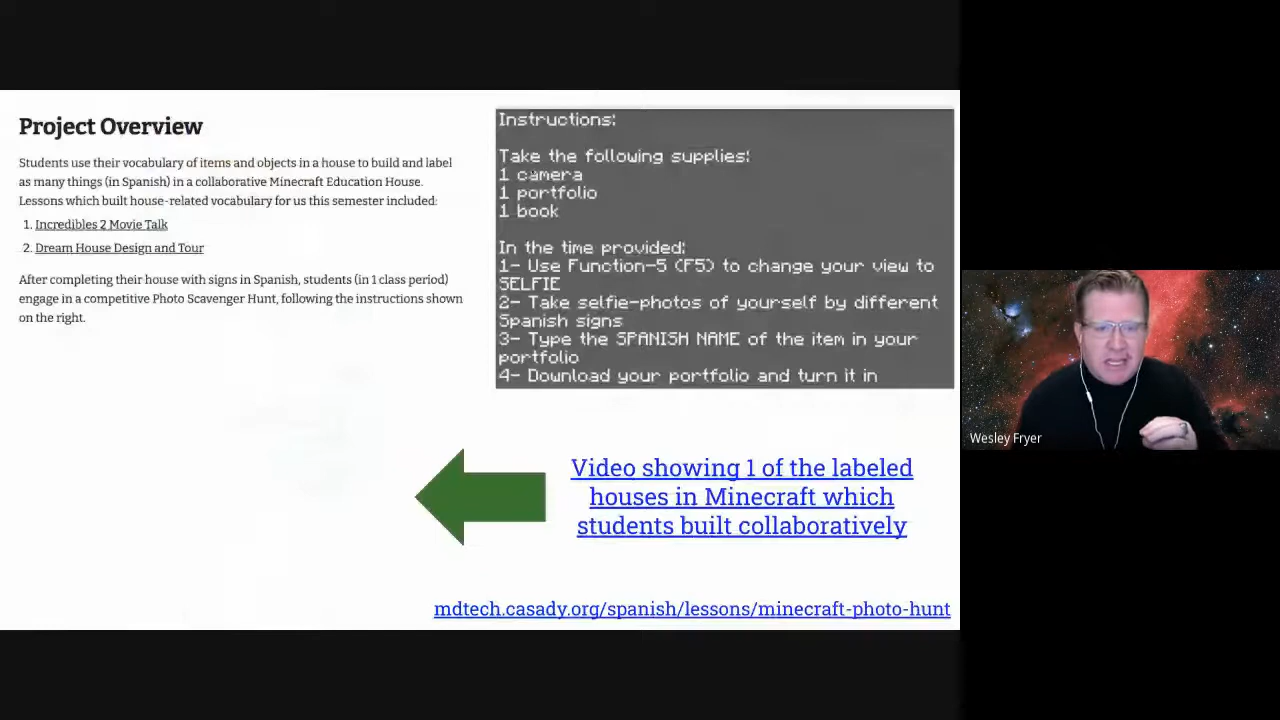 Project Overview
Students use their vocabulary of items and objects in a house to build and label
as many things (in Spanish) in a collaborative Minecraft Education House.
Lessons which built house-related vocabulary for us this semester included:
1. Incredibles 2 Movie Talk
2. Dream House Design and Tour
After completing their house with signs in Spanish, students (in 1 class period)
engage in a competitive Photo Scavenger Hunt, following the instructions shown
on the right.
Instructions:
Take the following supplies:
1 camera
1 portfolio
1 book
In the time provided:
1- Use Function-5 (F5) to change your view to
SELFIE
2- Take selfie-photos of yourself by different
Spanish signs
3- Type the SPANISH NAME of the item in your
portfolio
4- Download your portfolio and turn it in
Video showing 1 of the labeled
houses in Minecraft which
students built collaboratively
mdtech.casady.org/spanish/lessons/minecraft-photo-hunt
Wesley Fryer